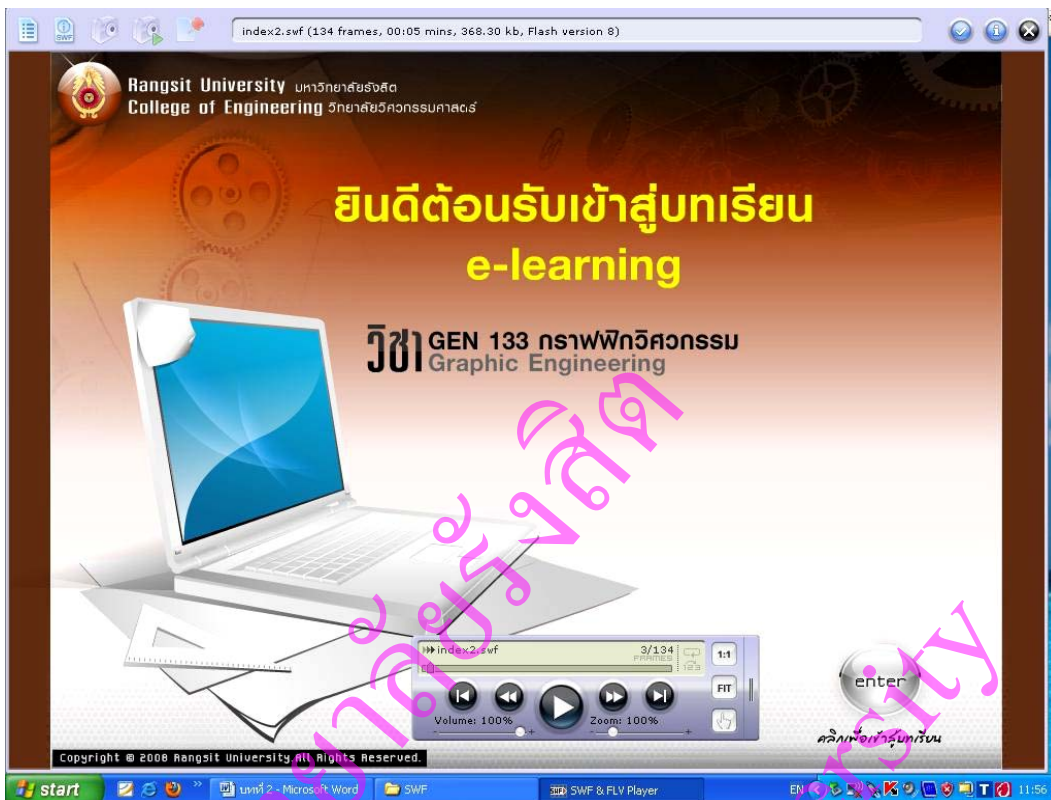 index2.swf (134 frames, 00:05 mins, 368.30 kb, Flash version 8)
SWF
Rangsit University มหาวิทยาลัยรังสิต
College of Engineering วิทยาลัยวิศวกรรมศาสตร์
ยินดีต้อนรับเข้าสู่บทเรียน
e-learning
วิชา GEN 133 กราฟฟิกวิศวกรรม
Graphic Engineering
index2.swf 3/134
FRAMES 123
1:1
FIT
Volume: 100% Zoom: 100%
- + - +
enter
คลิกเพื่อเข้าสู่บทเรียน
Copyright © 2008 Rangsit University.All Rights Reserved.
start บทที่ 2 - Microsoft Word SWF SWF & FLV Player EN 11:56
ยาลัยรังสิต
rsity